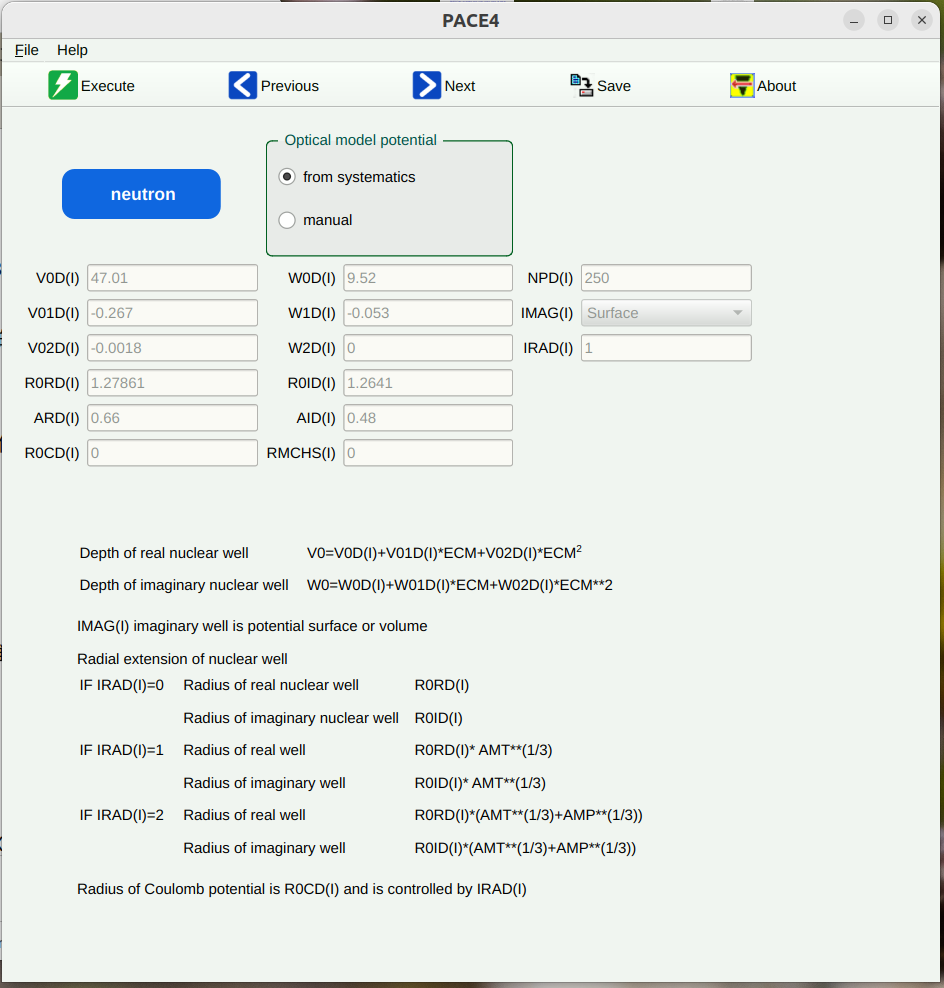 PACE4
File Help
Execute Previous Next Save About
Optical model potential
neutron
from systematics
manual
V0D(I) 47.01 W0D(I) 9.52 NPD(I) 250
V01D(I) -0.267 W1D(I) -0.053 IMAG(I) Surface
V02D(I) -0.0018 W2D(I) 0 IRAD(I) 1
R0RD(I) 1.27861 R0ID(I) 1.2641
ARD(I) 0.66 AID(I) 0.48
R0CD(I) 0 RMCHS(I) 0
Depth of real nuclear well V0=V0D(I)+V01D(I)*ECM+V02D(I)*ECM²
Depth of imaginary nuclear well W0=W0D(I)+W01D(I)*ECM+W02D(I)*ECM**2
IMAG(I) imaginary well is potential surface or volume
Radial extension of nuclear well
IF IRAD(I)=0 Radius of real nuclear well R0RD(I)
Radius of imaginary nuclear well R0ID(I)
IF IRAD(I)=1 Radius of real well R0RD(I)* AMT**(1/3)
Radius of imaginary well R0ID(I)* AMT**(1/3)
IF IRAD(I)=2 Radius of real well R0RD(I)*(AMT**(1/3)+AMP**(1/3))
Radius of imaginary well R0ID(I)*(AMT**(1/3)+AMP**(1/3))
Radius of Coulomb potential is R0CD(I) and is controlled by IRAD(I)